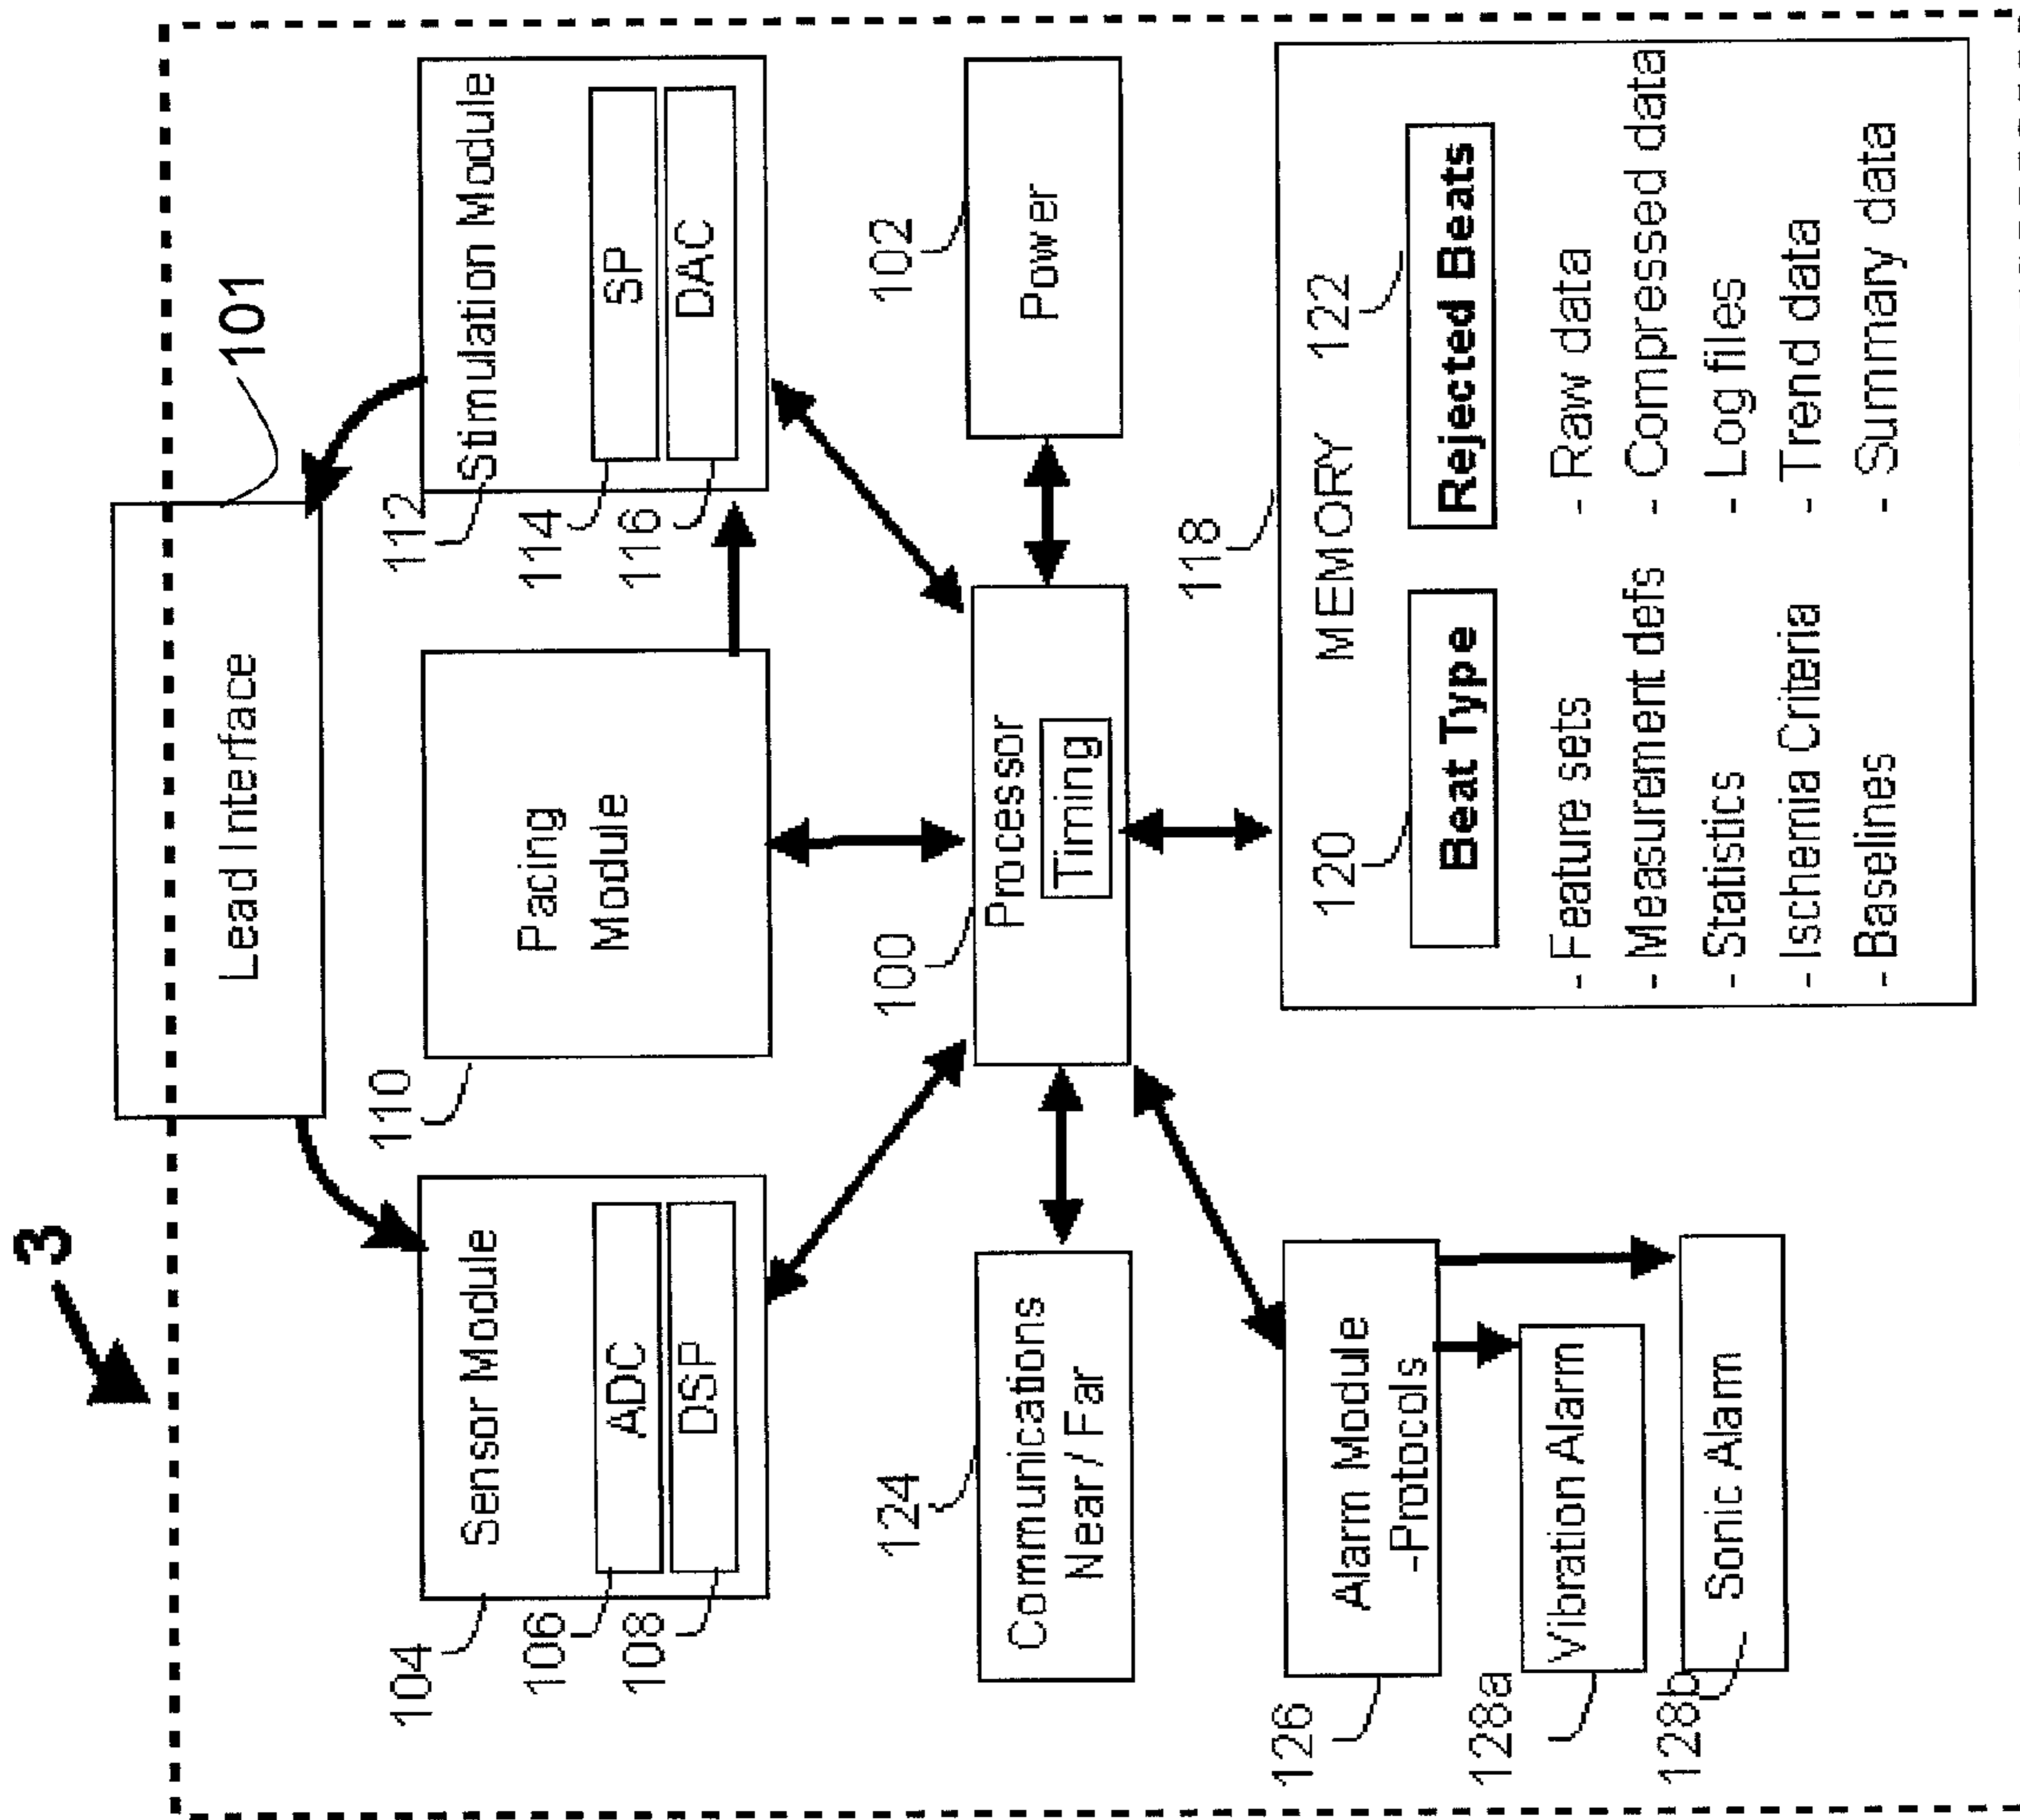 3
101
Lead Interface
104
Sensor Module
106
ADC
108
DSP
110
Pacing
Module
112
Stimulation Module
114
SP
116
DAC
100
Processor
Timing
102
Power
124
Communications
Near / Far
126
Alarm Module
-Protocols
128a
Vibration Alarm
128b
Sonic Alarm
118
MEMORY
120
Beat Type
122
Rejected Beats
- Feature sets
- Measurement defs
- Statistics
- Ischemia Criteria
- Baselines
- Raw data
- Compressed data
- Log files
- Trend data
- Summary data